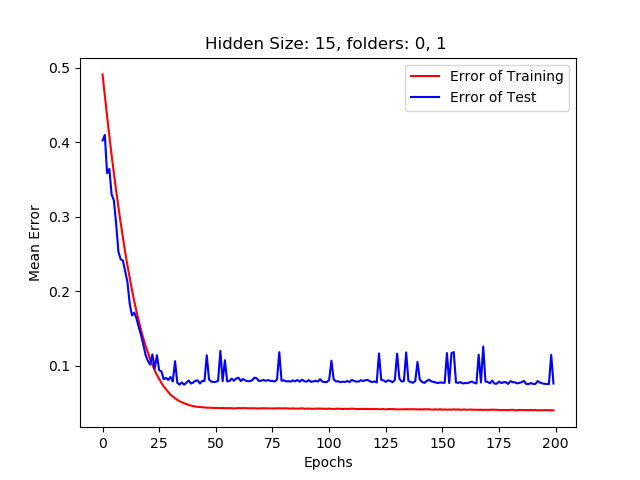 Hidden Size: 15, folders: 0, 1
Error of Training
Error of Test
Mean Error
0.5
0.4
0.3
0.2
0.1
0 25 50 75 100 125 150 175 200
Epochs